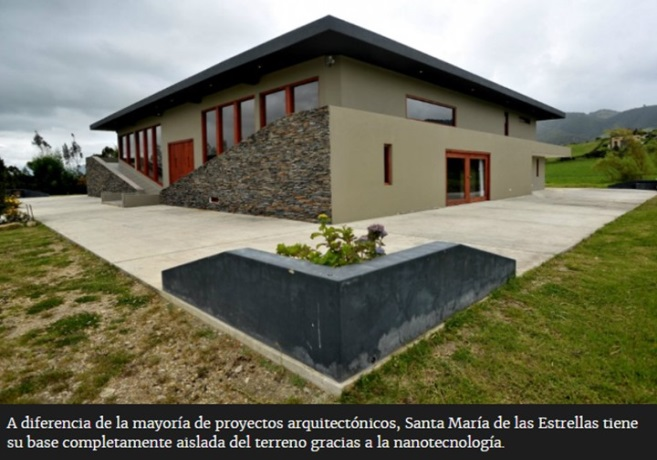 A diferencia de la mayoría de proyectos arquitectónicos, Santa María de las Estrellas tiene
su base completamente aislada del terreno gracias a la nanotecnología.